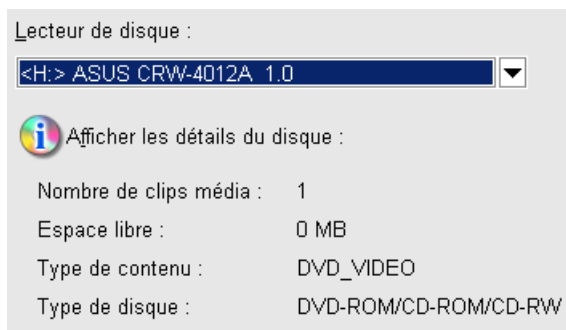 Lecteur de disque :
<H:> ASUS CRW-4012A 1.0
Afficher les détails du disque :
Nombre de clips média : 1
Espace libre : 0 MB
Type de contenu : DVD_VIDEO
Type de disque : DVD-ROM/CD-ROM/CD-RW